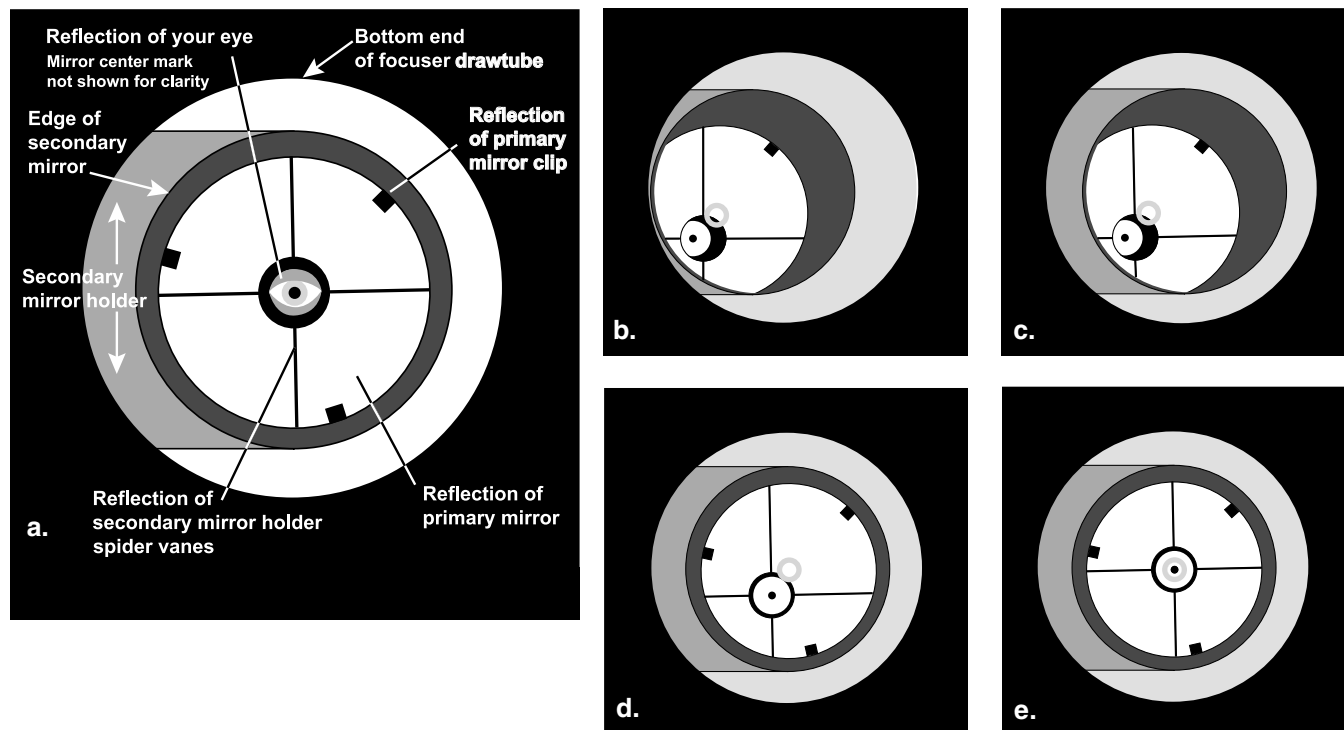 Reflection of your eye
Mirror center mark
not shown for clarity
Bottom end
of focuser drawtube
Edge of
secondary
mirror
Reflection
of primary
mirror clip
Secondary
mirror holder
Reflection of
secondary mirror holder
spider vanes
Reflection of
primary mirror
a.
b.
c.
d.
e.